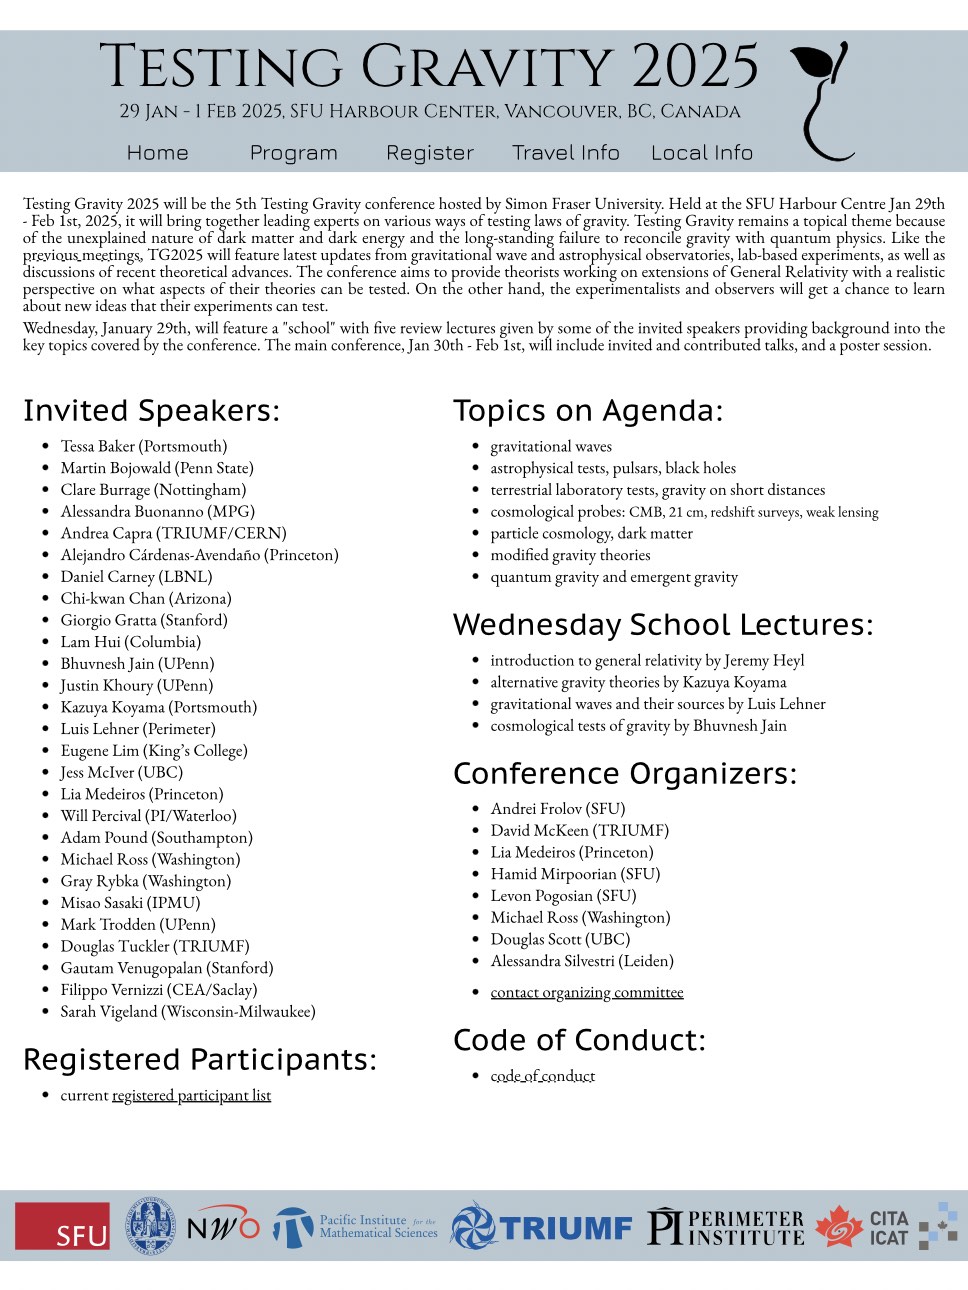 Testing Gravity 2025
29 Jan - 1 Feb 2025, SFU Harbour Center, Vancouver, BC, Canada
Home Program Register Travel Info Local Info
Testing Gravity 2025 will be the 5th Testing Gravity conference hosted by Simon Fraser University. Held at the SFU Harbour Centre Jan 29th
- Feb 1st, 2025, it will bring together leading experts on various ways of testing laws of gravity. Testing Gravity remains a topical theme because
of the unexplained nature of dark matter and dark energy and the long-standing failure to reconcile gravity with quantum physics. Like the
previous meetings, TG2025 will feature latest updates from gravitational wave and astrophysical observatories, lab-based experiments, as well as
discussions of recent theoretical advances. The conference aims to provide theorists working on extensions of General Relativity with a realistic
perspective on what aspects of their theories can be tested. On the other hand, the experimentalists and observers will get a chance to learn
about new ideas that their experiments can test.
Wednesday, January 29th, will feature a "school" with five review lectures given by some of the invited speakers providing background into the
key topics covered by the conference. The main conference, Jan 30th - Feb 1st, will include invited and contributed talks, and a poster session.
Invited Speakers:
• Tessa Baker (Portsmouth)
• Martin Bojowald (Penn State)
• Clare Burrage (Nottingham)
• Alessandra Buonanno (MPG)
• Andrea Capra (TRIUMF/CERN)
• Alejandro Cárdenas-Avendaño (Princeton)
• Daniel Carney (LBNL)
• Chi-kwan Chan (Arizona)
• Giorgio Gratta (Stanford)
• Lam Hui (Columbia)
• Bhuvnesh Jain (UPenn)
• Justin Khoury (UPenn)
• Kazuya Koyama (Portsmouth)
• Luis Lehner (Perimeter)
• Eugene Lim (King's College)
• Jess McIver (UBC)
• Lia Medeiros (Princeton)
• Will Percival (PI/Waterloo)
• Adam Pound (Southampton)
• Michael Ross (Washington)
• Gray Rybka (Washington)
• Misao Sasaki (IPMU)
• Mark Trodden (UPenn)
• Douglas Tuckler (TRIUMF)
• Gautam Venugopalan (Stanford)
• Filippo Vernizzi (CEA/Saclay)
• Sarah Vigeland (Wisconsin-Milwaukee)
Registered Participants:
• current registered participant list
Topics on Agenda:
• gravitational waves
• astrophysical tests, pulsars, black holes
• terrestrial laboratory tests, gravity on short distances
• cosmological probes: CMB, 21 cm, redshift surveys, weak lensing
• particle cosmology, dark matter
• modified gravity theories
• quantum gravity and emergent gravity
Wednesday School Lectures:
• introduction to general relativity by Jeremy Heyl
• alternative gravity theories by Kazuya Koyama
• gravitational waves and their sources by Luis Lehner
• cosmological tests of gravity by Bhuvnesh Jain
Conference Organizers:
• Andrei Frolov (SFU)
• David McKeen (TRIUMF)
• Lia Medeiros (Princeton)
• Hamid Mirpoorian (SFU)
• Levon Pogosian (SFU)
• Michael Ross (Washington)
• Douglas Scott (UBC)
• Alessandra Silvestri (Leiden)
• contact organizing committee
Code of Conduct:
• code of conduct
SFU
NWO
Pacific Institute for the
Mathematical Sciences
TRIUMF
PI PERIMETER
INSTITUTE
CITA
ICAT